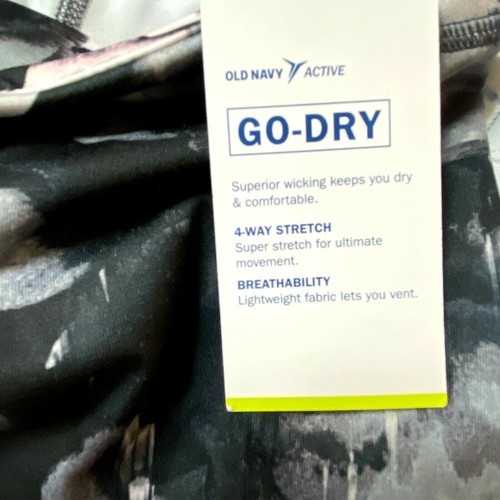 OLD NAVY ACTIVE
GO-DRY
Superior wicking keeps you dry
& comfortable.
4-WAY STRETCH
Super stretch for ultimate
movement.
BREATHABILITY
Lightweight fabric lets you vent.